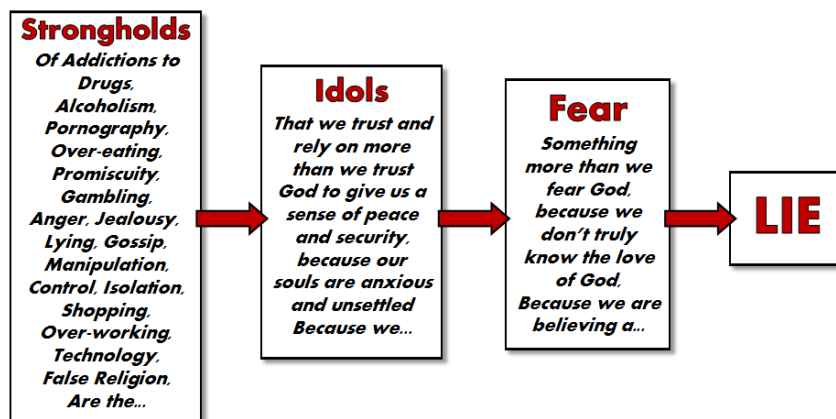 Strongholds
Of Addictions to
Drugs,
Alcoholism,
Pornography,
Over-eating,
Promiscuity,
Gambling,
Anger, Jealousy,
Lying, Gossip,
Manipulation,
Control, Isolation,
Shopping,
Over-working,
Technology,
False Religion,
Are the...
Idols
That we trust and
rely on more
than we trust
God to give us a
sense of peace
and security,
because our
souls are anxious
and unsettled
Because we...
Fear
Something
more than we
fear God,
because we
don't truly
know the love
of God,
Because we are
believing a...
LIE